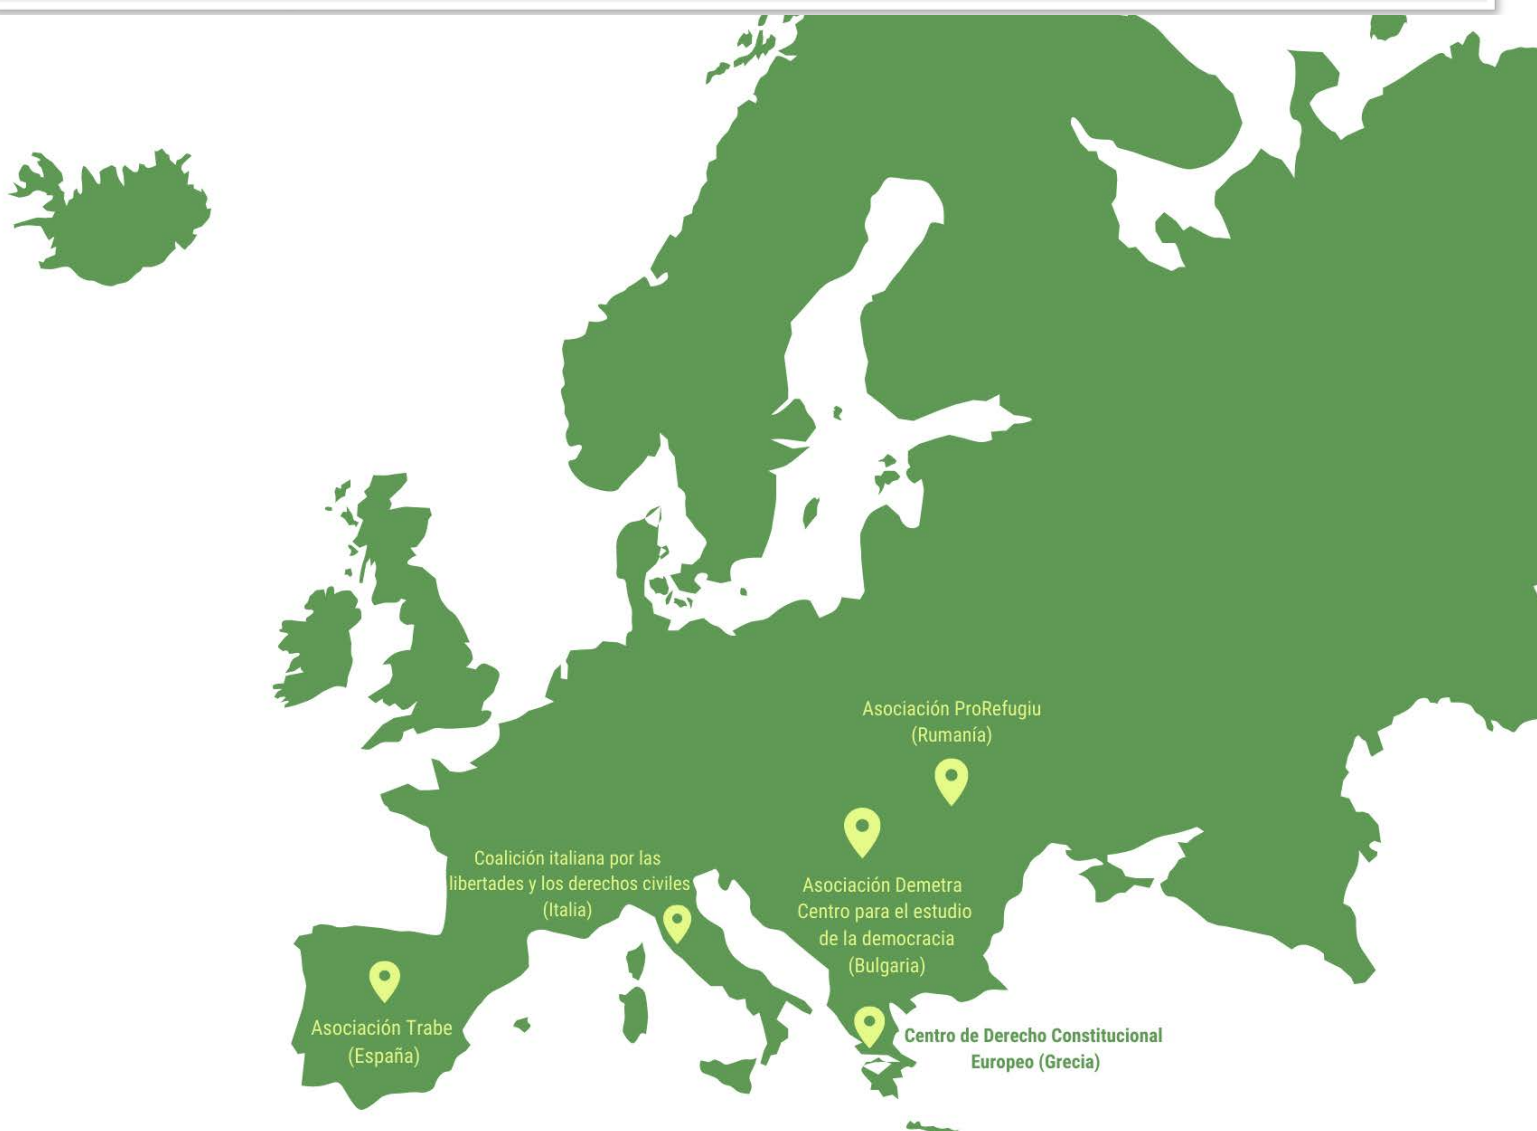 Asociación ProRefugiu
(Rumanía)
Coalición italiana por las
libertades y los derechos civiles
(Italia)
Asociación Demetra
Centro para el estudio
de la democracia
(Bulgaria)
Asociación Trabe
(España)
Centro de Derecho Constitucional
Europeo (Grecia)